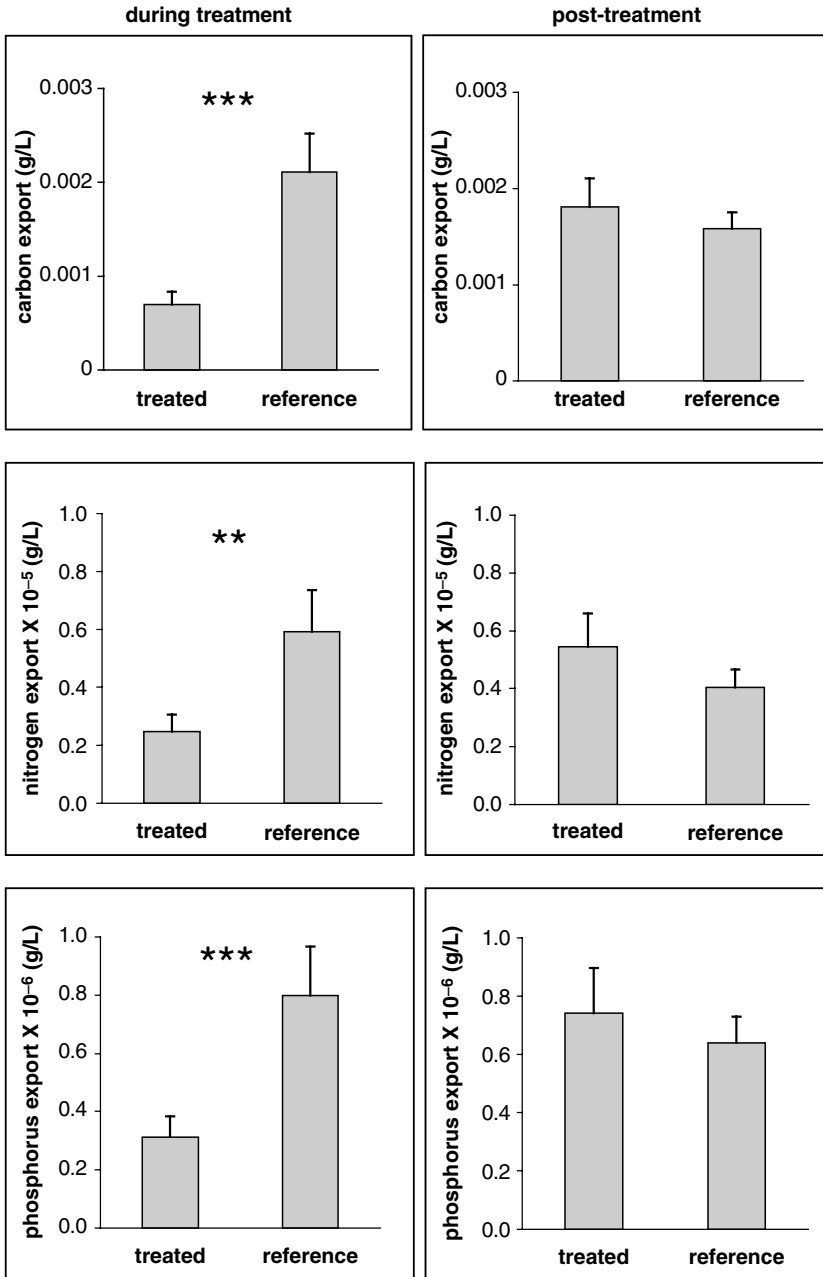 during treatment
post-treatment
carbon export (g/L)
0.003
0.002
0.001
0
***
treated reference
carbon export (g/L)
0.003
0.002
0.001
0
treated reference
nitrogen export X 10⁻⁵ (g/L)
1.0
0.8
0.6
0.4
0.2
0.0
**
treated reference
nitrogen export X 10⁻⁵ (g/L)
1.0
0.8
0.6
0.4
0.2
0.0
treated reference
phosphorus export X 10⁻⁶ (g/L)
1.0
0.8
0.6
0.4
0.2
0.0
***
treated reference
phosphorus export X 10⁻⁶ (g/L)
1.0
0.8
0.6
0.4
0.2
0.0
treated reference